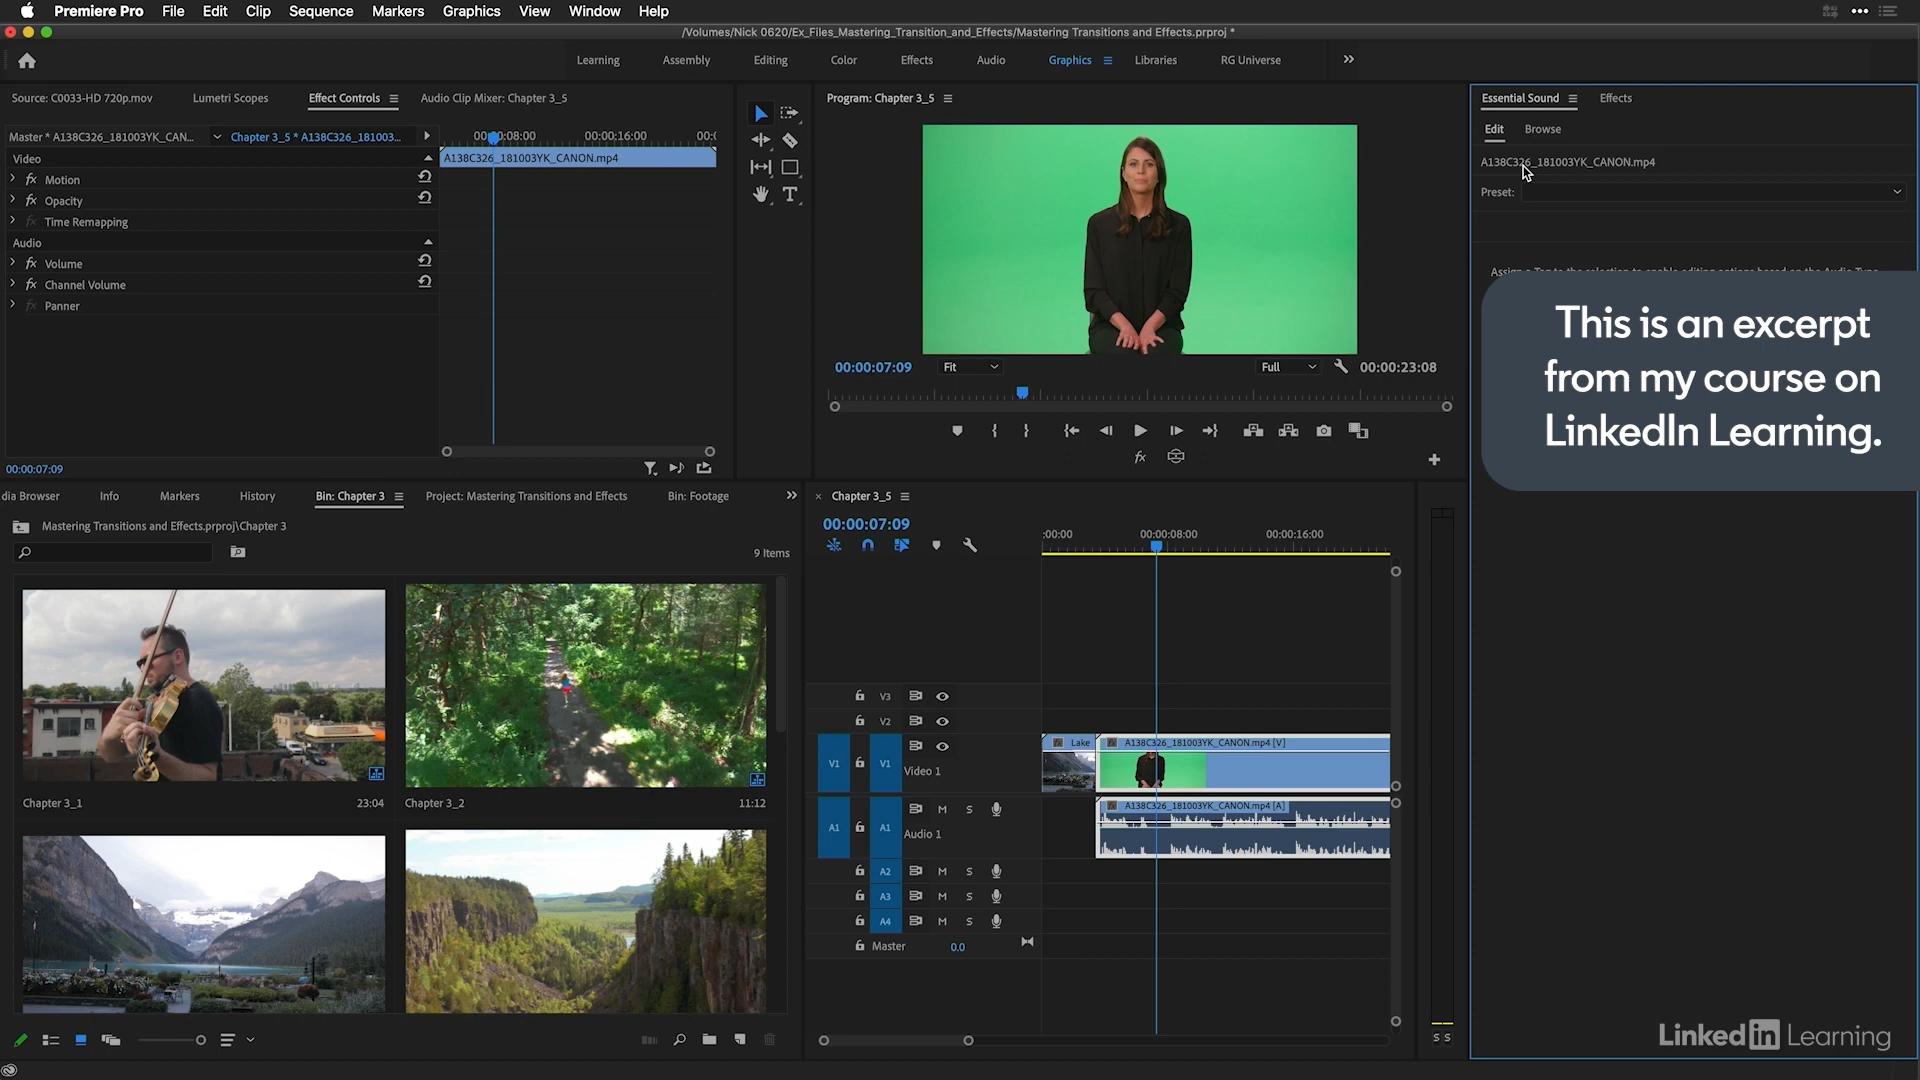 Premiere Pro File Edit Clip Sequence Markers Graphics View Window Help
/Volumes/Nick 0620/Ex_Files_Mastering_Transition_and_Effects/Mastering Transitions and Effects.prproj *
Learning Assembly Editing Color Effects Audio Graphics Libraries RG Universe
Source: C0033-HD 720p.mov Lumetri Scopes Effect Controls Audio Clip Mixer: Chapter 3_5
Master * A138C326_181003YK_CAN... Chapter 3_5 * A138C326_181003...
00:00:16:00
A138C326_181003YK_CANON.mp4
Video
fx Motion
fx Opacity
fx Time Remapping
Audio
fx Volume
fx Channel Volume
fx Panner
00:00:07:09
Program: Chapter 3_5
00:00:07:09 Fit Full 00:00:23:08
fx
Essential Sound Effects
Edit Browse
A138C326_181003YK_CANON.mp4
Preset:
This is an excerpt
from my course on
LinkedIn Learning.
dia Browser Info Markers History Bin: Chapter 3 Project: Mastering Transitions and Effects Bin: Footage
Mastering Transitions and Effects.prproj\Chapter 3
9 Items
Chapter 3_1 23:04
Chapter 3_2 11:12
Chapter 3_5
00:00:07:09
:00:00 00:00:08:00 00:00:16:00
V3
V2
V1 V1 Video 1
Lake A138C326_181003YK_CANON.mp4 [V]
A1 A1 M S Audio 1
A138C326_181003YK_CANON.mp4 [A]
A2 M S
A3 M S
A4 M S
Master 0.0
S S
LinkedIn Learning